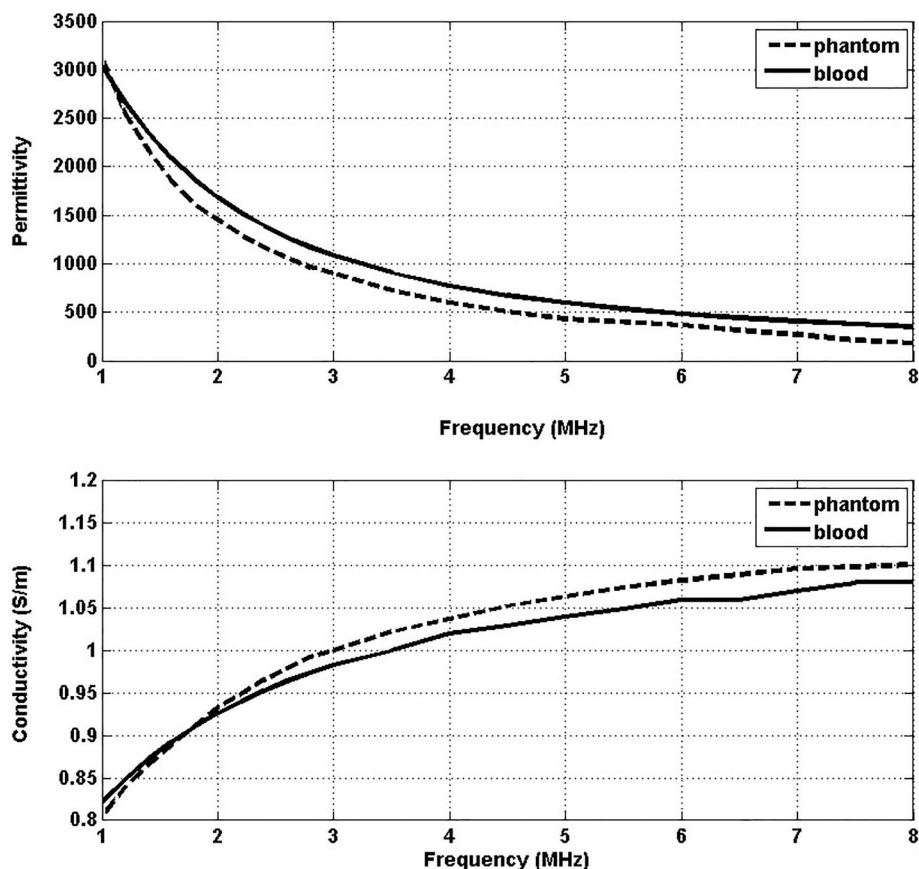 3500
3000
2500
2000
1500
1000
500
0
Permittivity
phantom
blood
1 2 3 4 5 6 7 8
Frequency (MHz)
1.2
1.15
1.1
1.05
1
0.95
0.9
0.85
0.8
Conductivity (S/m)
phantom
blood
1 2 3 4 5 6 7 8
Frequency (MHz)